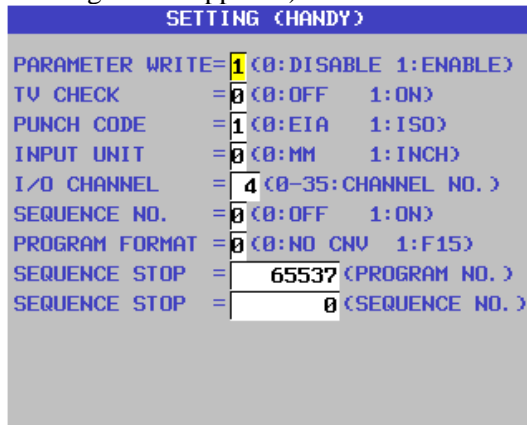 SETTING (HANDY)
PARAMETER WRITE=1(0:DISABLE 1:ENABLE)
TV CHECK =0(0:OFF 1:ON)
PUNCH CODE =1(0:EIA 1:ISO)
INPUT UNIT =0(0:MM 1:INCH)
I/O CHANNEL = 4(0-35:CHANNEL NO.)
SEQUENCE NO. =0(0:OFF 1:ON)
PROGRAM FORMAT =0(0:NO CNV 1:F15)
SEQUENCE STOP = 65537(PROGRAM NO.)
SEQUENCE STOP = 0(SEQUENCE NO.)